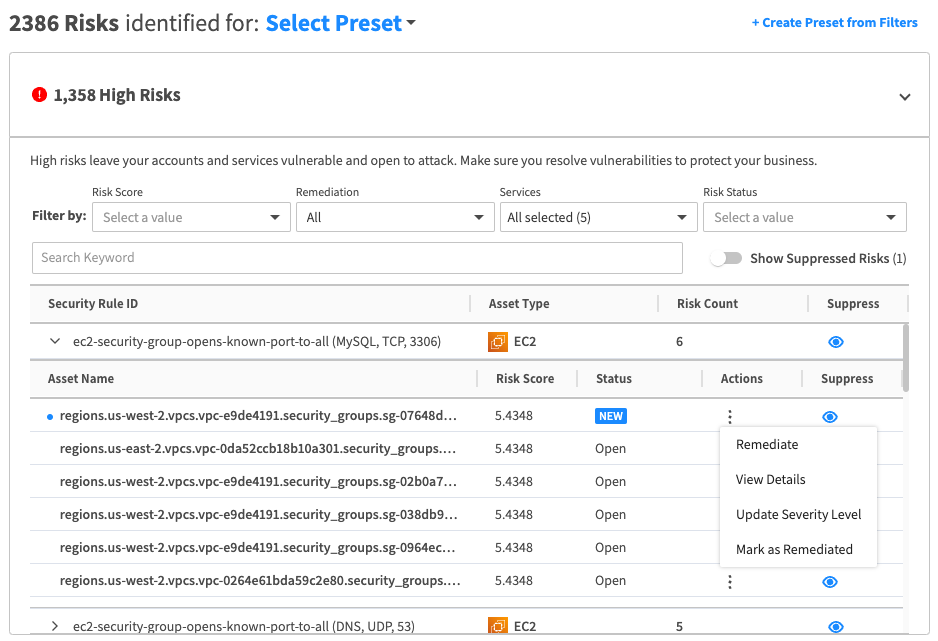 2386 Risks identified for: Select Preset
+ Create Preset from Filters
1,358 High Risks
High risks leave your accounts and services vulnerable and open to attack. Make sure you resolve vulnerabilities to protect your business.
Risk Score Remediation Services Risk Status
Filter by: Select a value All All selected (5) Select a value
Search Keyword Show Suppressed Risks (1)
Security Rule ID Asset Type Risk Count Suppress
ec2-security-group-opens-known-port-to-all (MySQL, TCP, 3306) EC2 6
Asset Name Risk Score Status Actions Suppress
regions.us-west-2.vpcs.vpc-e9de4191.security_groups.sg-07648d... 5.4348 NEW
Remediate
regions.us-east-2.vpcs.vpc-0da52ccb18b10a301.security_groups.... 5.4348 Open
View Details
regions.us-west-2.vpcs.vpc-e9de4191.security_groups.sg-02b0a7... 5.4348 Open
Update Severity Level
regions.us-west-2.vpcs.vpc-e9de4191.security_groups.sg-038db9... 5.4348 Open
Mark as Remediated
regions.us-west-2.vpcs.vpc-e9de4191.security_groups.sg-0964ec... 5.4348 Open
regions.us-west-2.vpcs.vpc-0264e61bda59c2e80.security_groups.... 5.4348 Open
ec2-security-group-opens-known-port-to-all (DNS, UDP, 53) EC2 5